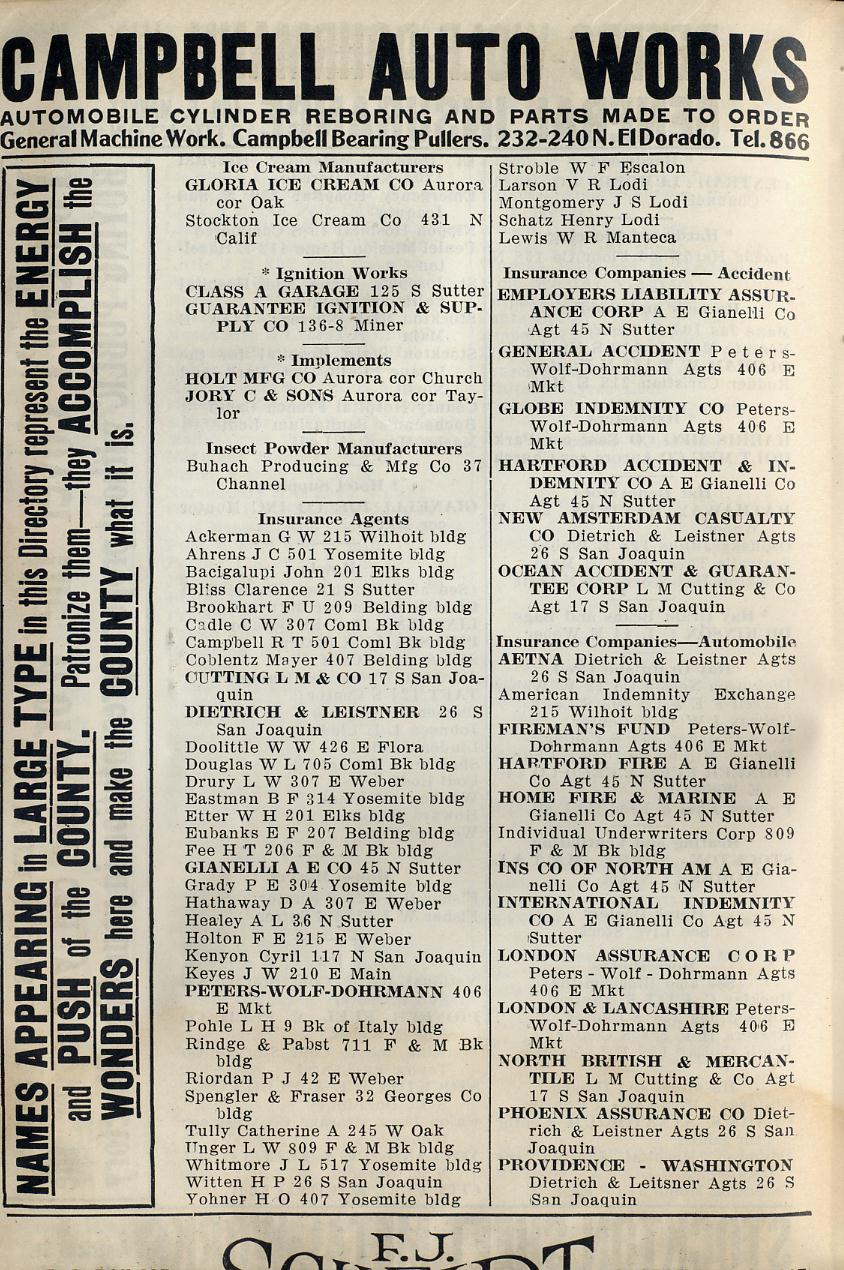 CAMPBELL AUTO WORKS
AUTOMOBILE CYLINDER REBORING AND PARTS MADE TO ORDER
General Machine Work. Campbell Bearing Pullers. 232-240 N. El Dorado. Tel. 866
NAMES APPEARING in LARGE TYPE in this Directory represent the ENERGY
and PUSH of the COUNTY. Patronize them—they ACCOMPLISH the
WONDERS here and make the COUNTY what it is.
Ice Cream Manufacturers
GLORIA ICE CREAM CO Aurora
cor Oak
Stockton Ice Cream Co 431 N
Calif
* Ignition Works
CLASS A GARAGE 125 S Sutter
GUARANTEE IGNITION & SUP-
PLY CO 136-8 Miner
* Implements
HOLT MFG CO Aurora cor Church
JORY C & SONS Aurora cor Tay-
lor
Insect Powder Manufacturers
Buhach Producing & Mfg Co 37
Channel
Insurance Agents
Ackerman G W 215 Wilhoit bldg
Ahrens J C 501 Yosemite bldg
Bacigalupi John 201 Elks bldg
Bliss Clarence 21 S Sutter
Brookhart F U 209 Belding bldg
Cadle C W 307 Coml Bk bldg
Campbell R T 501 Coml Bk bldg
Coblentz Mayer 407 Belding bldg
CUTTING L M & CO 17 S San Joa-
quin
DIETRICH & LEISTNER 26 S
San Joaquin
Doolittle W W 426 E Flora
Douglas W L 705 Coml Bk bldg
Drury L W 307 E Weber
Eastman B F 314 Yosemite bldg
Etter W H 201 Elks bldg
Eubanks E F 207 Belding bldg
Fee H T 206 F & M Bk bldg
GIANELLI A E CO 45 N Sutter
Grady P E 304 Yosemite bldg
Hathaway D A 307 E Weber
Healey A L 36 N Sutter
Holton F E 215 E Weber
Kenyon Cyril 117 N San Joaquin
Keyes J W 210 E Main
PETERS-WOLF-DOHRMANN 406
E Mkt
Pohle L H 9 Bk of Italy bldg
Rindge & Pabst 711 F & M Bk
bldg
Riordan P J 42 E Weber
Spengler & Fraser 32 Georges Co
bldg
Tully Catherine A 245 W Oak
Unger L W 809 F & M Bk bldg
Whitmore J L 517 Yosemite bldg
Witten H P 26 S San Joaquin
Yohner H O 407 Yosemite bldg
Stroble W F Escalon
Larson V R Lodi
Montgomery J S Lodi
Schatz Henry Lodi
Lewis W R Manteca
Insurance Companies — Accident
EMPLOYERS LIABILITY ASSUR-
ANCE CORP A E Gianelli Co
Agt 45 N Sutter
GENERAL ACCIDENT Peters-
Wolf-Dohrmann Agts 406 E
Mkt
GLOBE INDEMNITY CO Peters-
Wolf-Dohrmann Agts 406 E
Mkt
HARTFORD ACCIDENT & IN-
DEMNITY CO A E Gianelli Co
Agt 45 N Sutter
NEW AMSTERDAM CASUALTY
CO Dietrich & Leistner Agts
26 S San Joaquin
OCEAN ACCIDENT & GUARAN-
TEE CORP L M Cutting & Co
Agt 17 S San Joaquin
Insurance Companies—Automobile
AETNA Dietrich & Leistner Agts
26 S San Joaquin
American Indemnity Exchange
215 Wilhoit bldg
FIREMAN'S FUND Peters-Wolf-
Dohrmann Agts 406 E Mkt
HARTFORD FIRE A E Gianelli
Co Agt 45 N Sutter
HOME FIRE & MARINE A E
Gianelli Co Agt 45 N Sutter
Individual Underwriters Corp 809
F & M Bk bldg
INS CO OF NORTH AM A E Gia-
nelli Co Agt 45 N Sutter
INTERNATIONAL INDEMNITY
CO A E Gianelli Co Agt 45 N
Sutter
LONDON ASSURANCE CORP
Peters - Wolf - Dohrmann Agts
406 E Mkt
LONDON & LANCASHIRE Peters-
Wolf-Dohrmann Agts 406 E
Mkt
NORTH BRITISH & MERCAN-
TILE L M Cutting & Co Agt
17 S San Joaquin
PHOENIX ASSURANCE CO Diet-
rich & Leistner Agts 26 S San
Joaquin
PROVIDENCE - WASHINGTON
Dietrich & Leitsner Agts 26 S
San Joaquin
F. J.